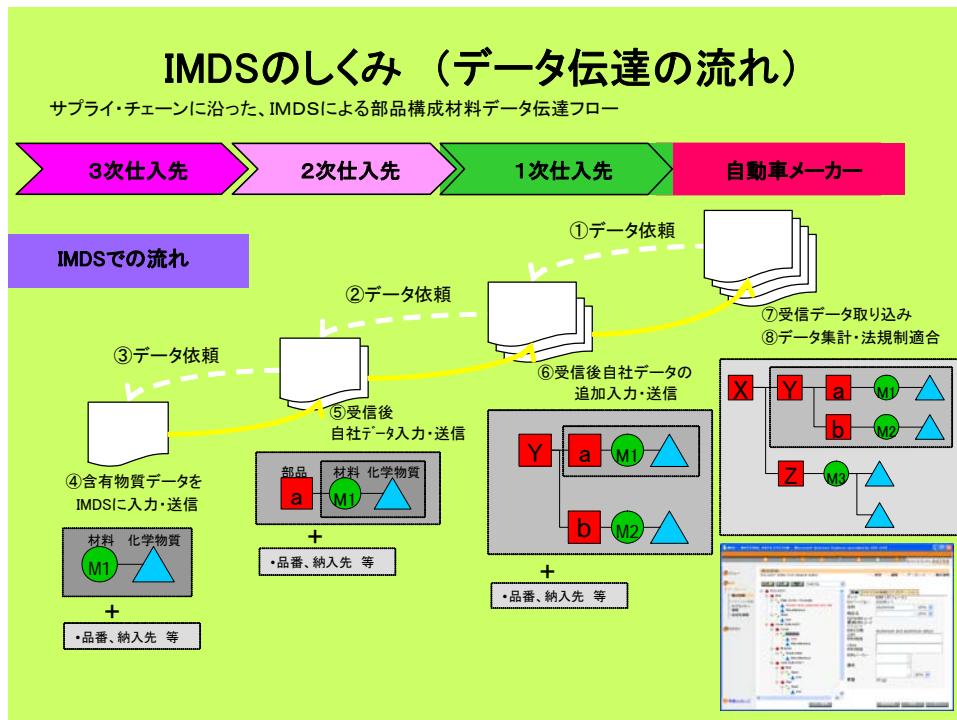 IMDSのしくみ （データ伝達の流れ）
サプライ・チェーンに沿った、IMDSによる部品構成材料データ伝達フロー
３次仕入先
２次仕入先
１次仕入先
自動車メーカー
IMDSでの流れ
①データ依頼
②データ依頼
③データ依頼
④含有物質データを
IMDSに入力・送信
材料 化学物質
M1
+
・品番、納入先 等
⑤受信後
自社データ入力・送信
部品 材料 化学物質
a M1
+
・品番、納入先 等
⑥受信後自社データの
追加入力・送信
Y a M1
b M2
+
・品番、納入先 等
⑦受信データ取り込み
⑧データ集計・法規制適合
X Y a M1
b M2
Z M3